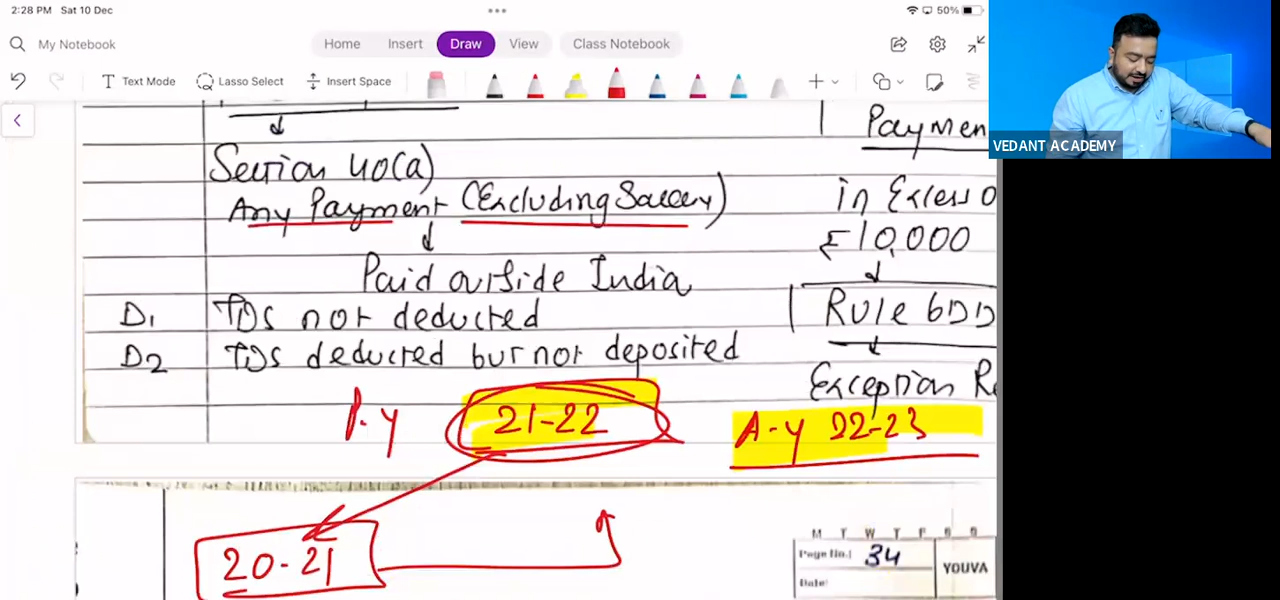 2:28 PM Sat 10 Dec
50%
My Notebook
Home Insert Draw View Class Notebook
Text Mode Lasso Select Insert Space
VEDANT ACADEMY
Section 40(a)
Any Payment (Excluding Salary)
Paid outside India
D1 TDS not deducted
D2 TDS deducted but not deposited
P.y 21-22 A-y 22-23
20-21
Paymen
in Excess O
₹10,000
Rule 6DD
Exception Re
M T W T F S S
Page No.: 34
Date:
YOUVA